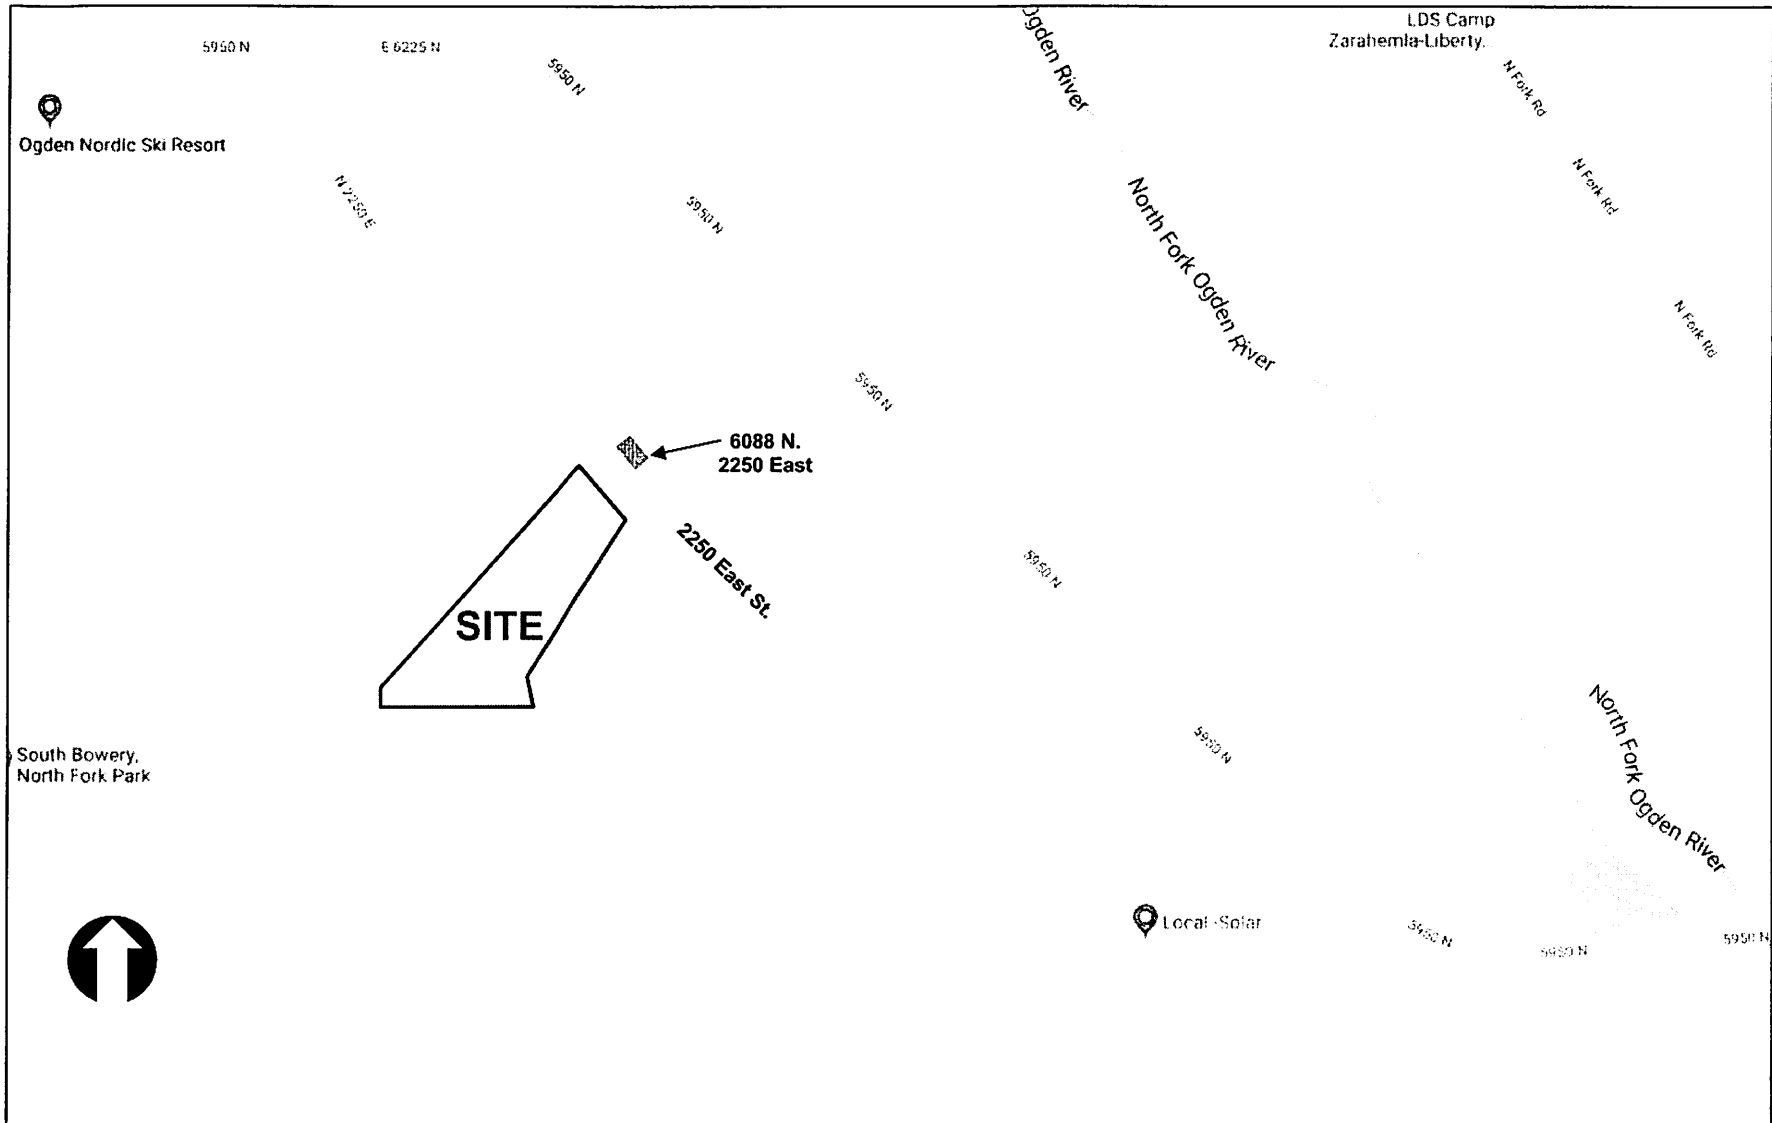 LDS Camp
Zarahemla-Liberty.
5950 N
E 6225 N
5950 N
Ogden River
N Fork Rd
Ogden Nordic Ski Resort
N 2250 E
5950 N
North Fork Ogden River
N Fork Rd
N Fork Rd
5950 N
6088 N.
2250 East
2250 East St.
5950 N
SITE
5950 N
North Fork Ogden River
South Bowery,
North Fork Park
Local Solar
5950 N
5950 N
5950 N